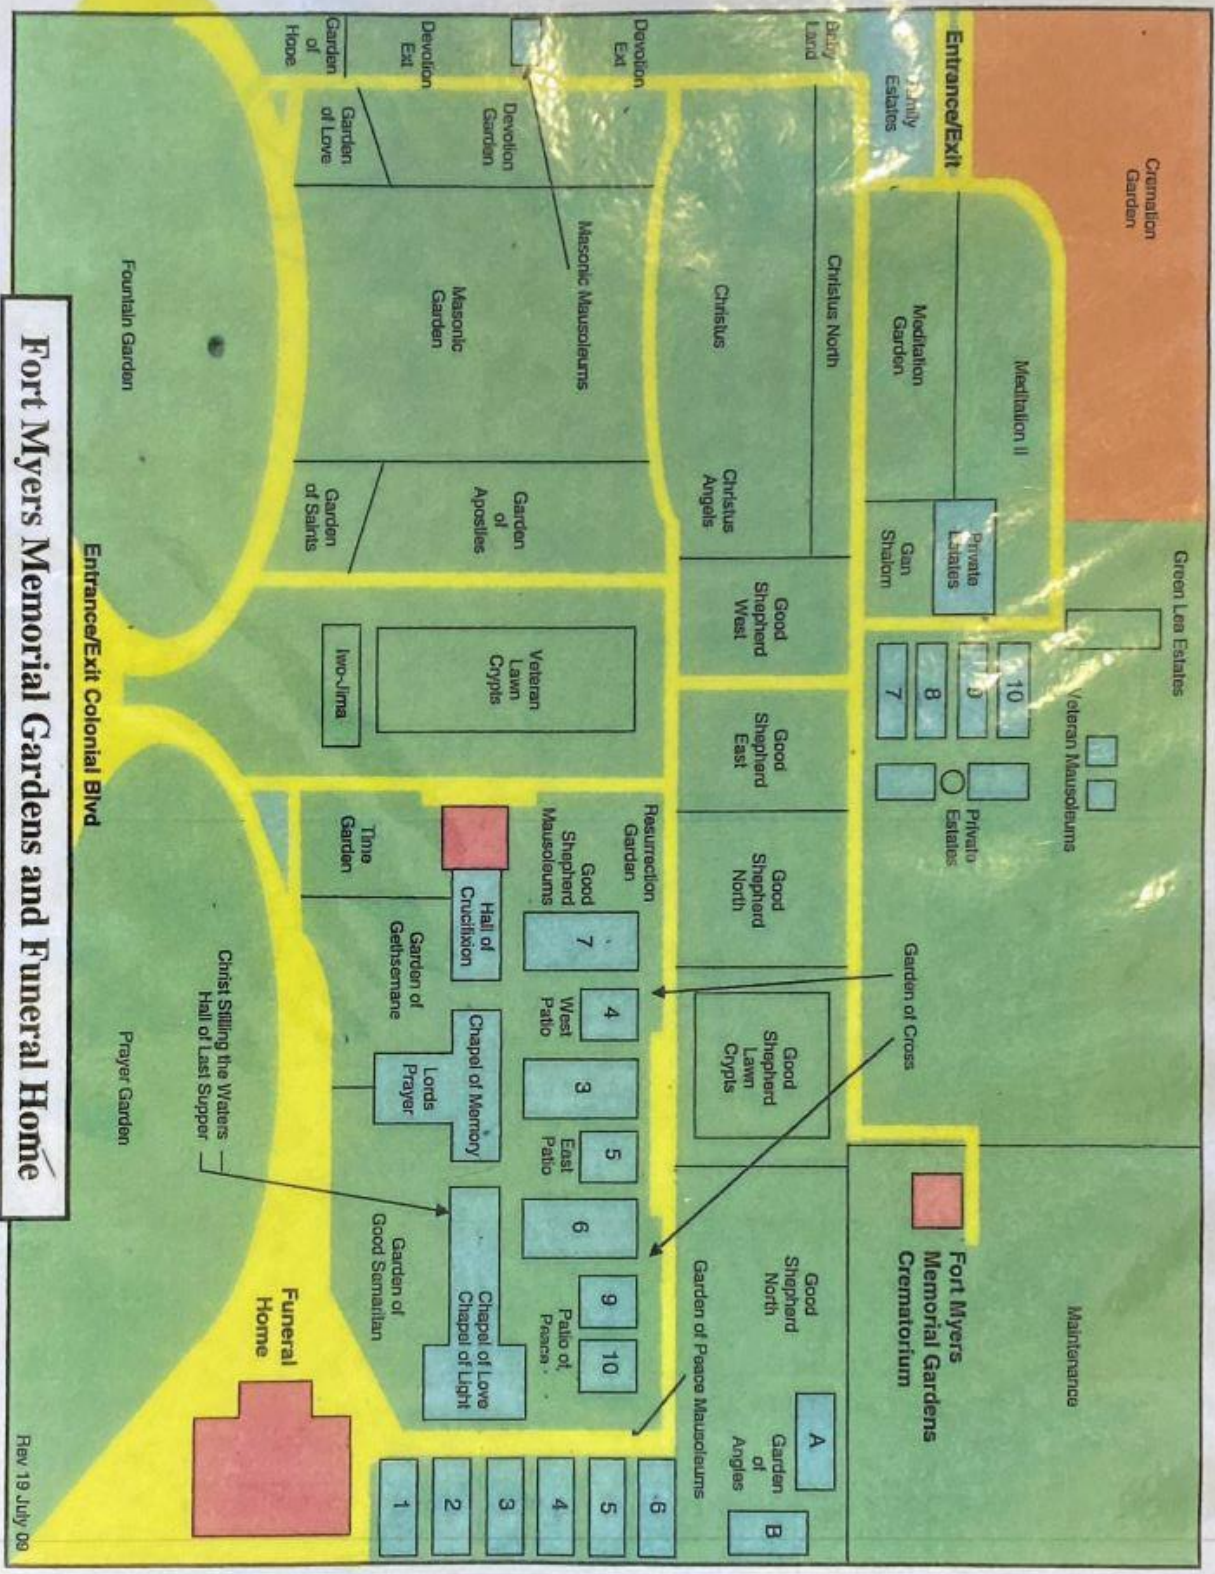 Cremation
Garden
Green Lea Estates
Maintenance
Entrance/Exit
Meditation II
Veteran Mausoleums
Family
Estates
Meditation
Garden
Private
Estates
Gan
Shalom
10
9
8
7
Private
Estates
Garden of Cross
Fort Myers
Memorial Gardens
Crematorium
Baby
Land
Christus North
Christus
Christus
Angels
Good
Shepherd
West
Good
Shepherd
East
Good
Shepherd
North
Good
Shepherd
Lawn
Crypts
Good
Shepherd
North
A
Garden
of
Angles
B
Garden of Peace Mausoleums
Devotion
Ext
Masonic Mausoleums
Devotion
Garden
Devotion
Ext
Masonic
Garden
Garden
of
Apostles
Veteran
Lawn
Crypts
Resurrection
Garden
Good
Shepherd
Mausoleums
7
4
West
Patio
3
5
East
Patio
6
9
10
Patio of
Peace
6
5
4
3
2
1
Hall of
Crucifixion
Chapel of Memory
Lords
Prayer
Chapel of Love
Chapel of Light
Garden
of
Hope
Garden
of Love
Garden
of Saints
Iwo-Jima
Time
Garden
Garden of
Gethsemane
Garden of
Good Semaritan
Christ Stilling the Waters
Hall of Last Supper
Funeral
Home
Fountain Garden
Prayer Garden
Entrance/Exit Colonial Blvd
Fort Myers Memorial Gardens and Funeral Home
Rev 19 July 09